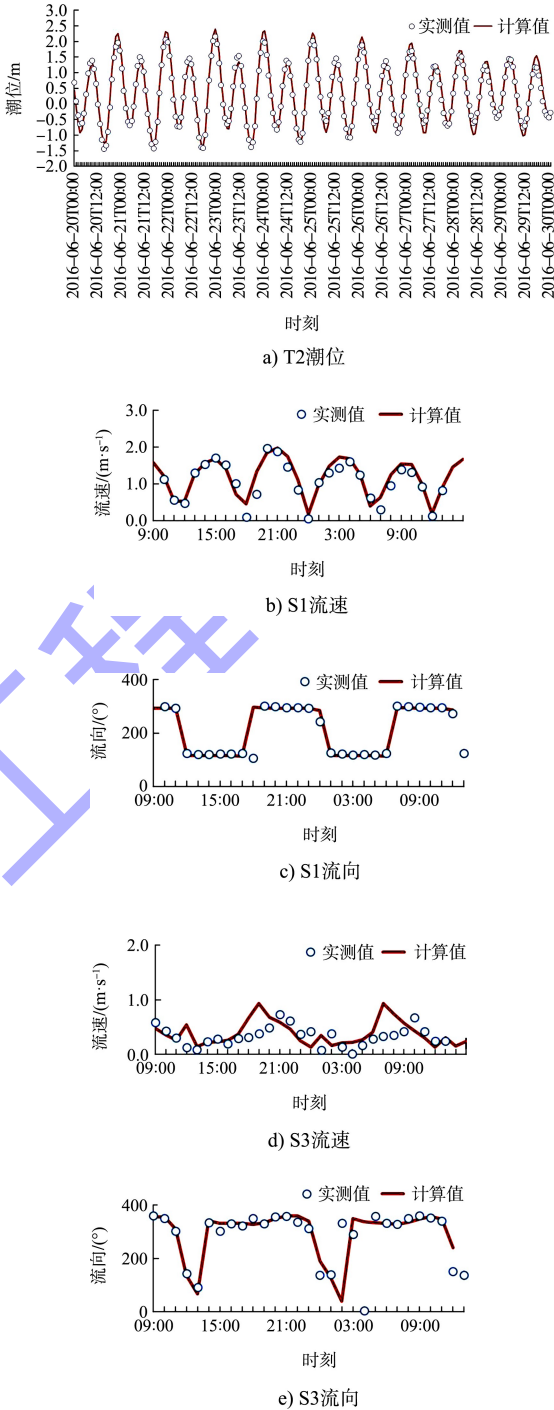 3.0
2.5
2.0
1.5
1.0
0.5
0.0
−0.5
−1.0
−1.5
−2.0
潮位/m
实测值 计算值
2016−06−20T00:00
2016−06−20T12:00
2016−06−21T00:00
2016−06−21T12:00
2016−06−22T00:00
2016−06−22T12:00
2016−06−23T00:00
2016−06−23T12:00
2016−06−24T00:00
2016−06−24T12:00
2016−06−25T00:00
2016−06−25T12:00
2016−06−26T00:00
2016−06−26T12:00
2016−06−27T00:00
2016−06−27T12:00
2016−06−28T00:00
2016−06−28T12:00
2016−06−29T00:00
2016−06−29T12:00
2016−06−30T00:00
时刻
a) T2潮位
3.0
2.0
1.0
0.0
流速/(m·s⁻¹)
实测值 计算值
9:00 15:00 21:00 3:00 9:00
时刻
b) S1流速
400
200
0
流向/(°)
实测值 计算值
09:00 15:00 21:00 03:00 09:00
时刻
c) S1流向
2.0
1.0
0.0
流速/(m·s⁻¹)
实测值 计算值
09:00 15:00 21:00 03:00 09:00
时刻
d) S3流速
400
200
0
流向/(°)
实测值 计算值
09:00 15:00 21:00 03:00 09:00
时刻
e) S3流向